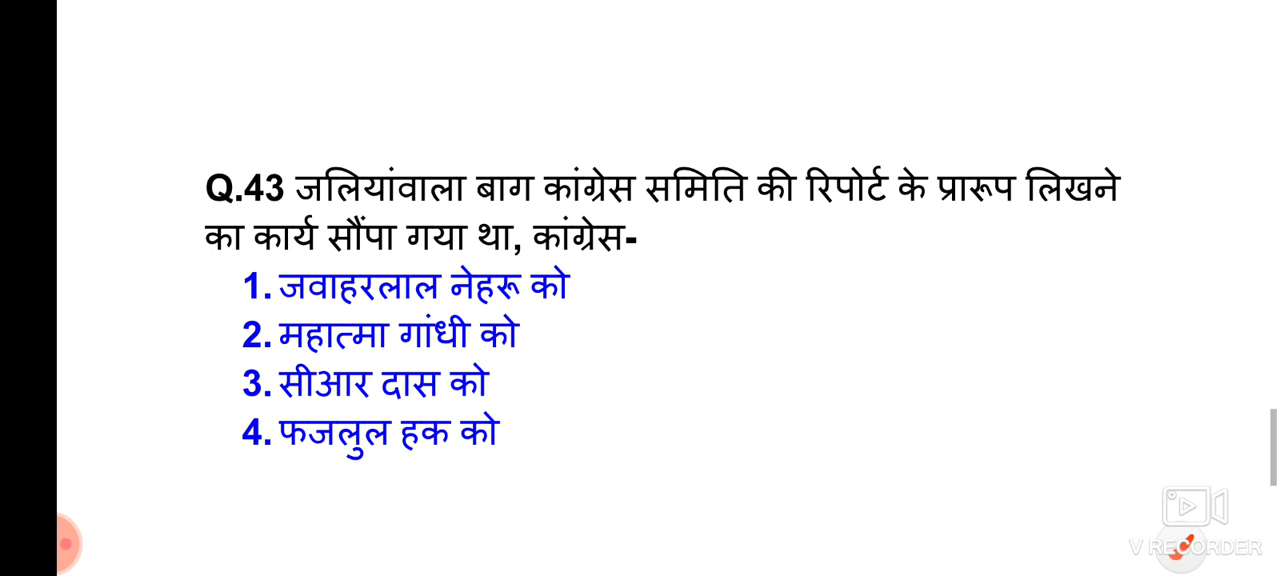 Q.43 जलियांवाला बाग कांग्रेस समिति की रिपोर्ट के प्रारूप लिखने
का कार्य सौंपा गया था, कांग्रेस-
1. जवाहरलाल नेहरू को
2. महात्मा गांधी को
3. सीआर दास को
4. फजलुल हक को
V RECORDER